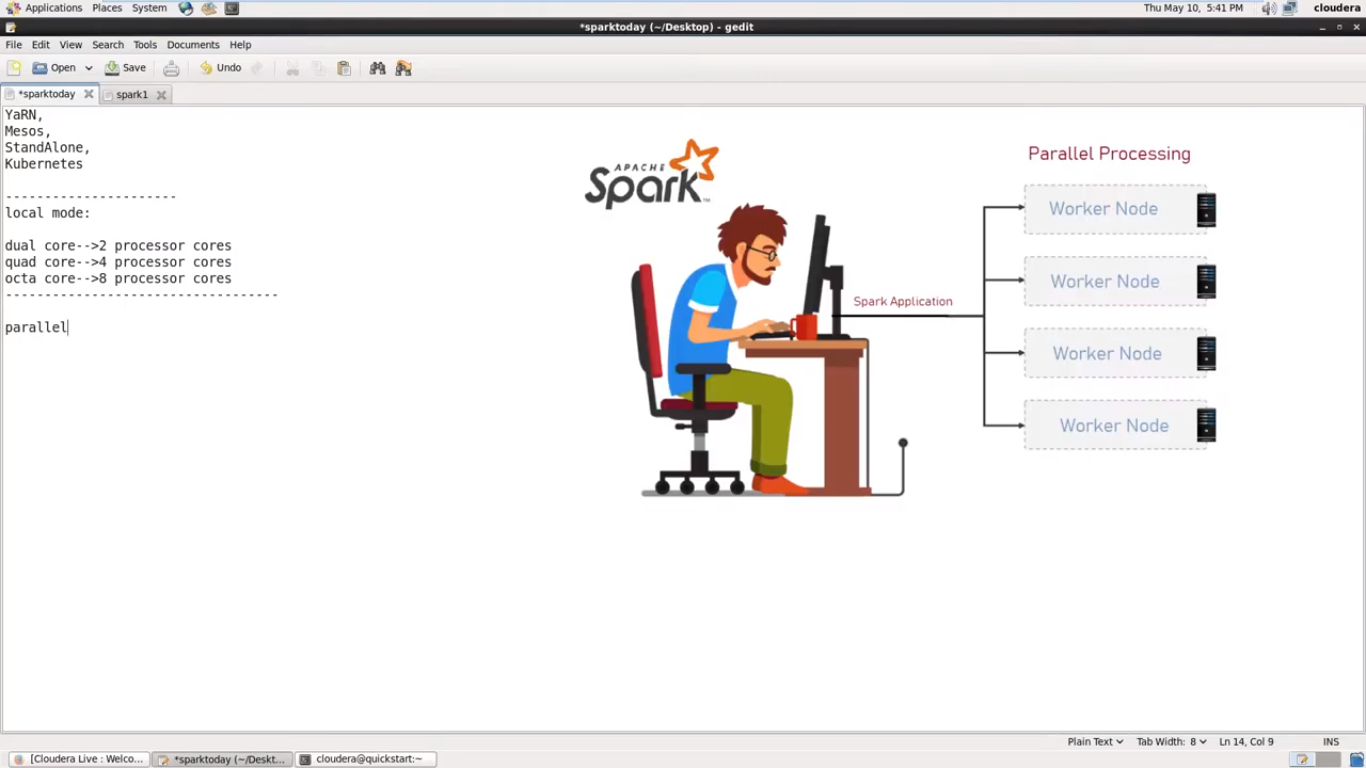 Applications Places System
Thu May 10, 5:41 PM cloudera
*sparktoday (~/Desktop) - gedit
File Edit View Search Tools Documents Help
Open Save Undo
*sparktoday spark1
YaRN,
Mesos,
StandAlone,
Kubernetes
----------------------
local mode:
dual core-->2 processor cores
quad core-->4 processor cores
octa core-->8 processor cores
-----------------------------------
parallel
APACHE
Spark™
Parallel Processing
Worker Node
Worker Node
Spark Application
Worker Node
Worker Node
Plain Text Tab Width: 8 Ln 14, Col 9 INS
[Cloudera Live : Welco... *sparktoday (~/Deskt... cloudera@quickstart:~